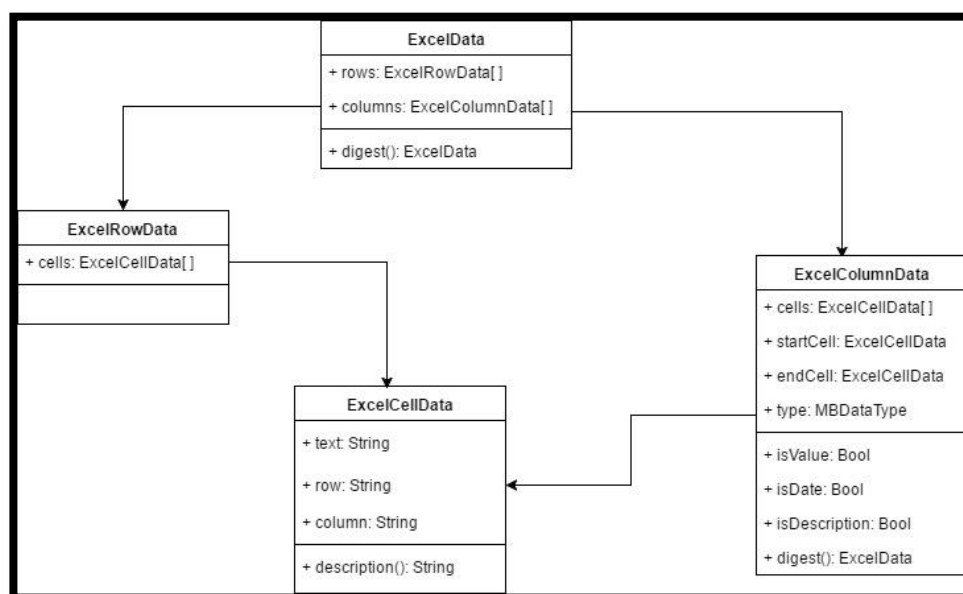 ExcelData
+ rows: ExcelRowData[ ]
+ columns: ExcelColumnData[ ]
+ digest(): ExcelData
ExcelRowData
+ cells: ExcelCellData[ ]
ExcelColumnData
+ cells: ExcelCellData[ ]
+ startCell: ExcelCellData
+ endCell: ExcelCellData
+ type: MBDataType
+ isValue: Bool
+ isDate: Bool
+ isDescription: Bool
+ digest(): ExcelData
ExcelCellData
+ text: String
+ row: String
+ column: String
+ description(): String